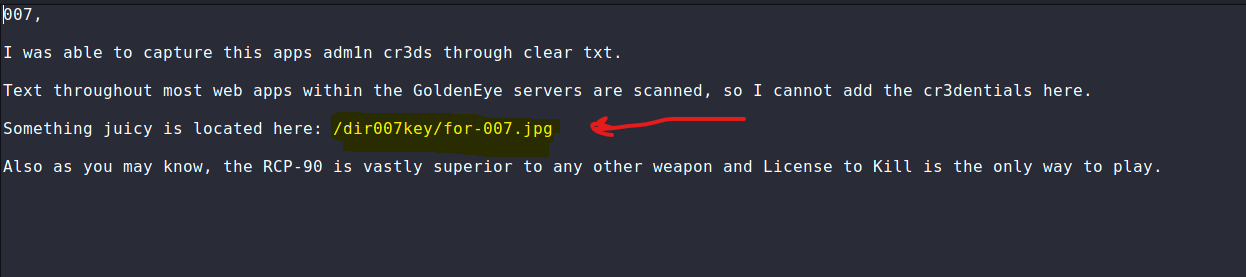 007,
I was able to capture this apps adm1n cr3ds through clear txt.
Text throughout most web apps within the GoldenEye servers are scanned, so I cannot add the cr3dentials here.
Something juicy is located here: /dir007key/for-007.jpg
Also as you may know, the RCP-90 is vastly superior to any other weapon and License to Kill is the only way to play.